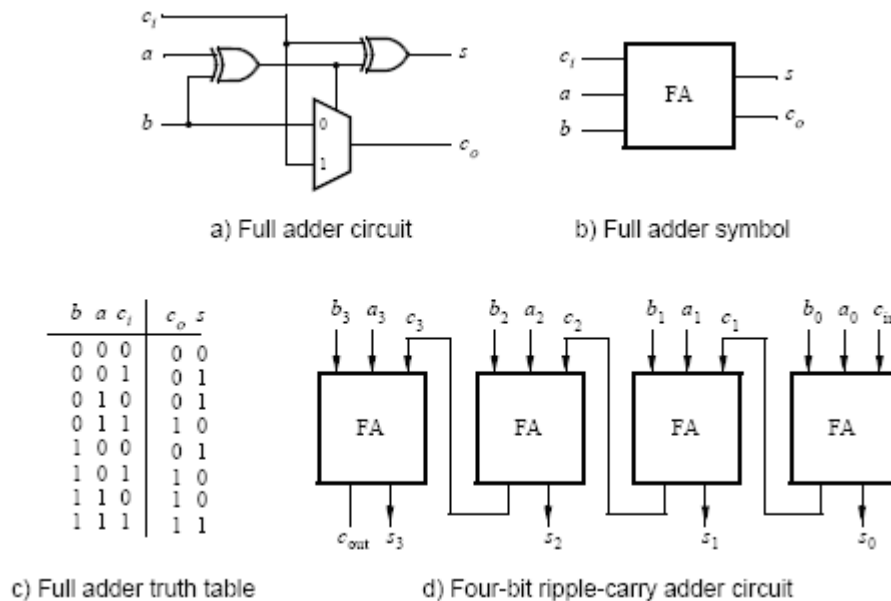 c_i
a
b
0
1
s
c_o
a) Full adder circuit
c_i
a
b
FA
s
c_o
b) Full adder symbol
b a c_i c_o s
0 0 0 0 0
0 0 1 0 1
0 1 0 0 1
0 1 1 1 0
1 0 0 0 1
1 0 1 1 0
1 1 0 1 0
1 1 1 1 1
c) Full adder truth table
b_3 a_3 c_3 b_2 a_2 c_2 b_1 a_1 c_1 b_0 a_0 c_in
FA FA FA FA
c_out s_3 s_2 s_1 s_0
d) Four-bit ripple-carry adder circuit